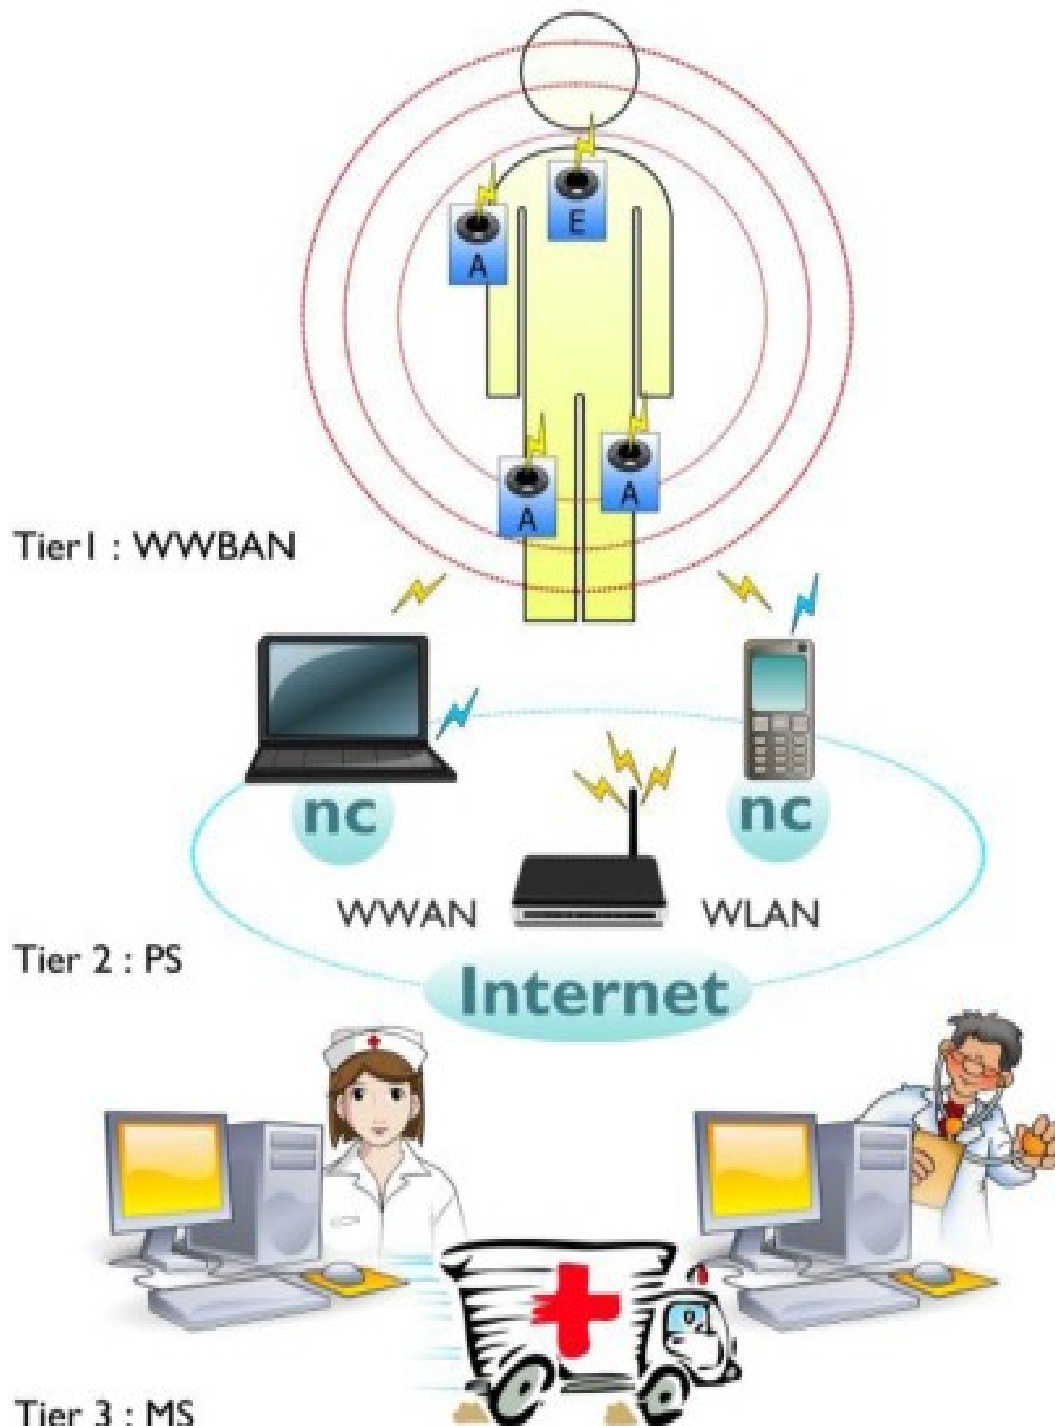 E
A
A
A
Tier1 : WWBAN
nc
nc
WWAN
WLAN
Tier 2 : PS
Internet
Tier 3 : MS